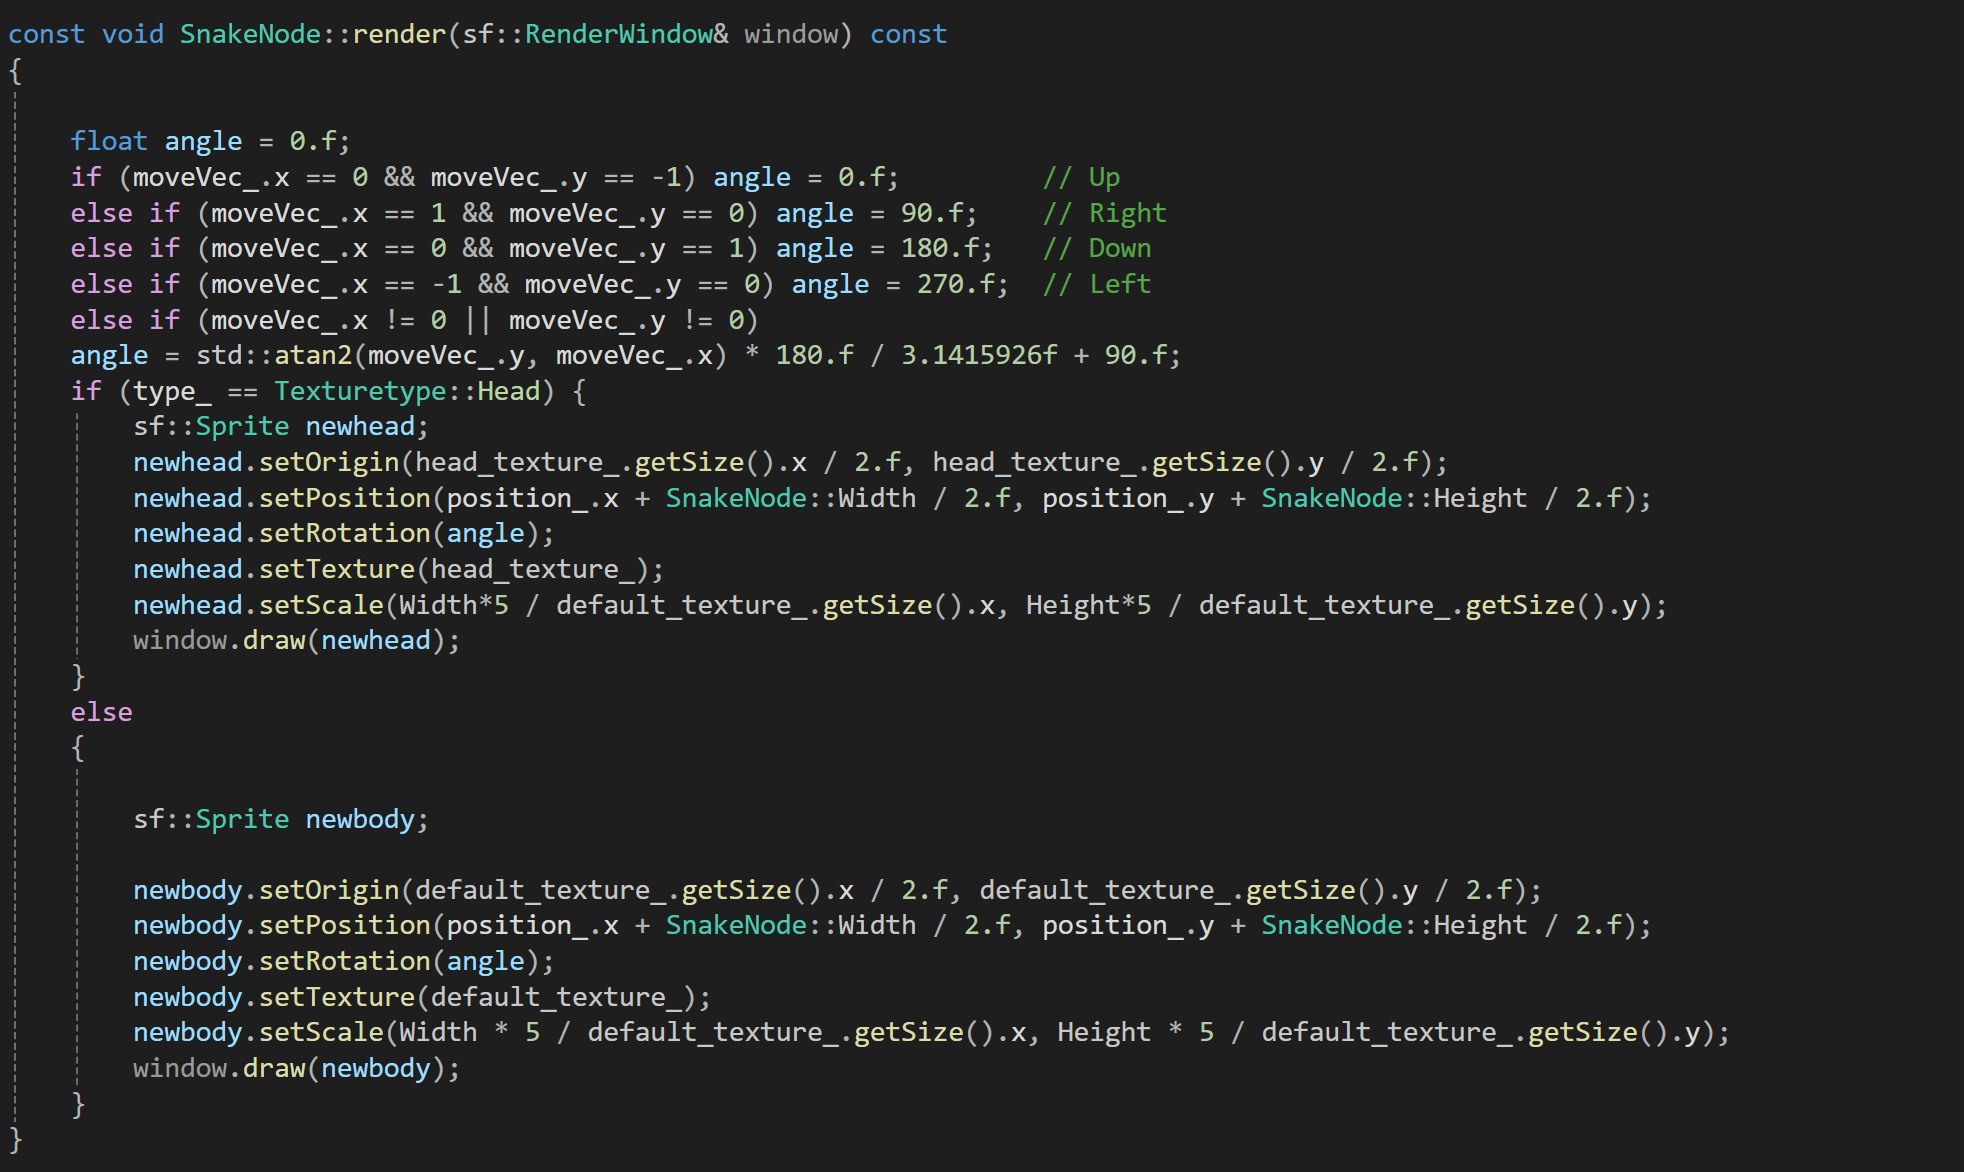 const void SnakeNode::render(sf::RenderWindow& window) const
{
float angle = 0.f;
if (moveVec_.x == 0 && moveVec_.y == -1) angle = 0.f;         // Up
else if (moveVec_.x == 1 && moveVec_.y == 0) angle = 90.f;    // Right
else if (moveVec_.x == 0 && moveVec_.y == 1) angle = 180.f;   // Down
else if (moveVec_.x == -1 && moveVec_.y == 0) angle = 270.f;  // Left
else if (moveVec_.x != 0 || moveVec_.y != 0)
angle = std::atan2(moveVec_.y, moveVec_.x) * 180.f / 3.1415926f + 90.f;
if (type_ == Texturetype::Head) {
sf::Sprite newhead;
newhead.setOrigin(head_texture_.getSize().x / 2.f, head_texture_.getSize().y / 2.f);
newhead.setPosition(position_.x + SnakeNode::Width / 2.f, position_.y + SnakeNode::Height / 2.f);
newhead.setRotation(angle);
newhead.setTexture(head_texture_);
newhead.setScale(Width*5 / default_texture_.getSize().x, Height*5 / default_texture_.getSize().y);
window.draw(newhead);
}
else
{
sf::Sprite newbody;
newbody.setOrigin(default_texture_.getSize().x / 2.f, default_texture_.getSize().y / 2.f);
newbody.setPosition(position_.x + SnakeNode::Width / 2.f, position_.y + SnakeNode::Height / 2.f);
newbody.setRotation(angle);
newbody.setTexture(default_texture_);
newbody.setScale(Width * 5 / default_texture_.getSize().x, Height * 5 / default_texture_.getSize().y);
window.draw(newbody);
}
}